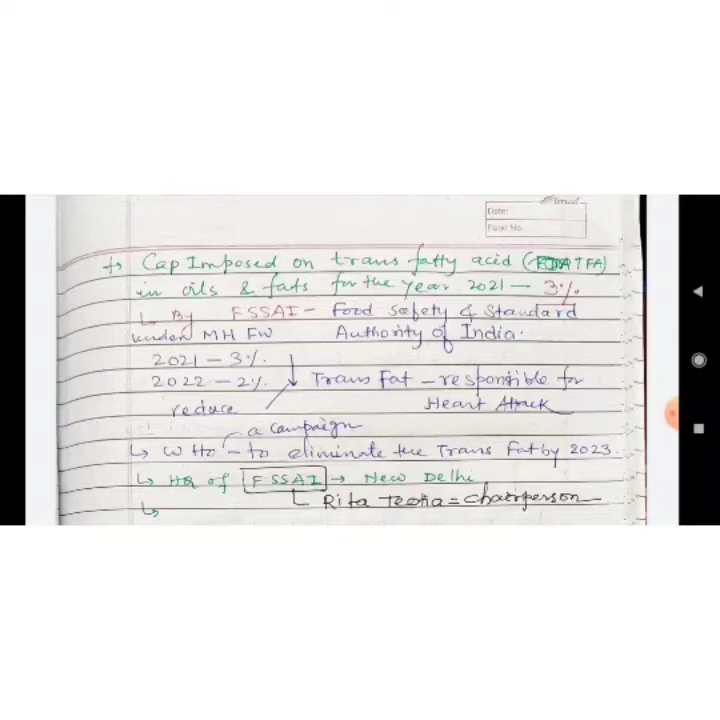 Date:
Page No.
Cap Imposed on trans fatty acid (TFA)
in oils & fats for the year 2021 — 3%
↳ By FSSAI - Food safety & Standard
under MHFW Authority of India.
2021 - 3%
2022 - 2% ↓ Trans Fat - responsible for
reduce Heart Attack
a campaign
↳ WHO - to eliminate the Trans Fat by 2023.
↳ HQ of FSSAI → New Delhi
Rita Teotia = chairperson